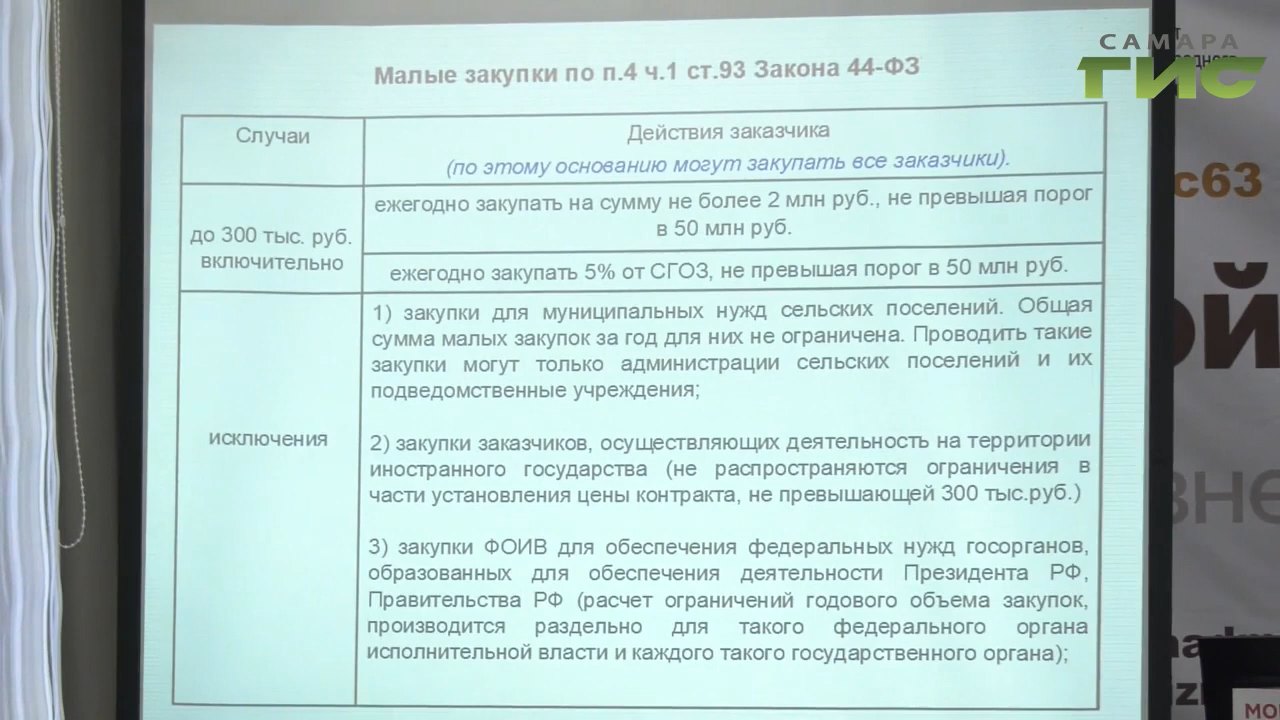 САМАРА
ГИС
Малые закупки по п.4 ч.1 ст.93 Закона 44-ФЗ
Случаи
Действия заказчика
(по этому основанию могут закупать все заказчики).
до 300 тыс. руб.
включительно
ежегодно закупать на сумму не более 2 млн руб., не превышая порог
в 50 млн руб.
ежегодно закупать 5% от СГОЗ, не превышая порог в 50 млн руб.
исключения
1) закупки для муниципальных нужд сельских поселений. Общая
сумма малых закупок за год для них не ограничена. Проводить такие
закупки могут только администрации сельских поселений и их
подведомственные учреждения;
2) закупки заказчиков, осуществляющих деятельность на территории
иностранного государства (не распространяются ограничения в
части установления цены контракта, не превышающей 300 тыс.руб.)
3) закупки ФОИВ для обеспечения федеральных нужд госорганов,
образованных для обеспечения деятельности Президента РФ,
Правительства РФ (расчет ограничений годового объема закупок,
производится раздельно для такого федерального органа
исполнительной власти и каждого такого государственного органа);
с63
ой
зне